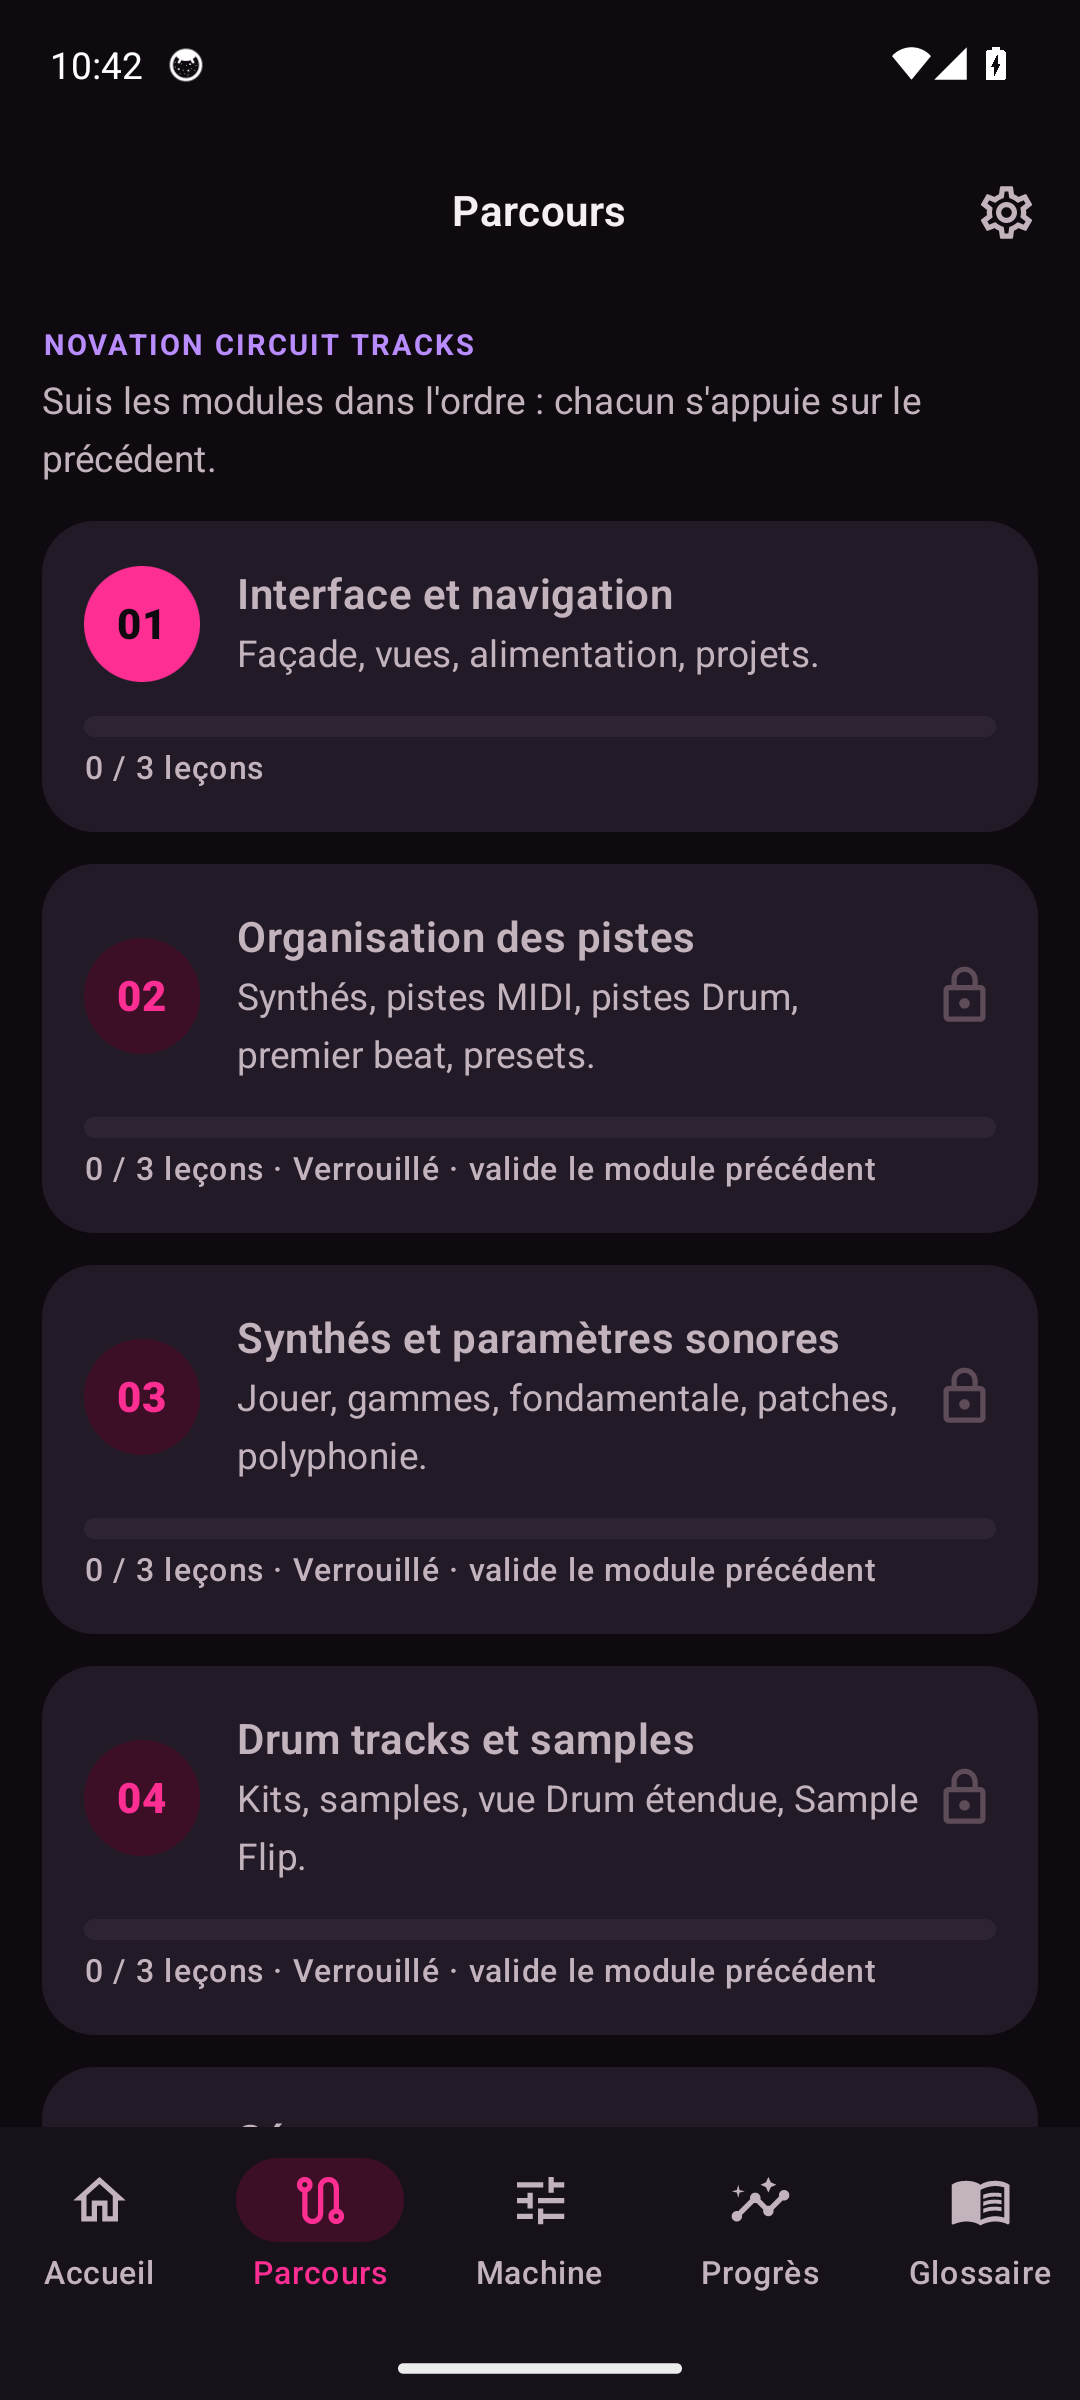 10:42
Parcours
NOVATION CIRCUIT TRACKS
Suis les modules dans l'ordre : chacun s'appuie sur le
précédent.
01
Interface et navigation
Façade, vues, alimentation, projets.
0 / 3 leçons
02
Organisation des pistes
Synthés, pistes MIDI, pistes Drum,
premier beat, presets.
0 / 3 leçons · Verrouillé · valide le module précédent
03
Synthés et paramètres sonores
Jouer, gammes, fondamentale, patches,
polyphonie.
0 / 3 leçons · Verrouillé · valide le module précédent
04
Drum tracks et samples
Kits, samples, vue Drum étendue, Sample
Flip.
0 / 3 leçons · Verrouillé · valide le module précédent
Accueil
Parcours
Machine
Progrès
Glossaire